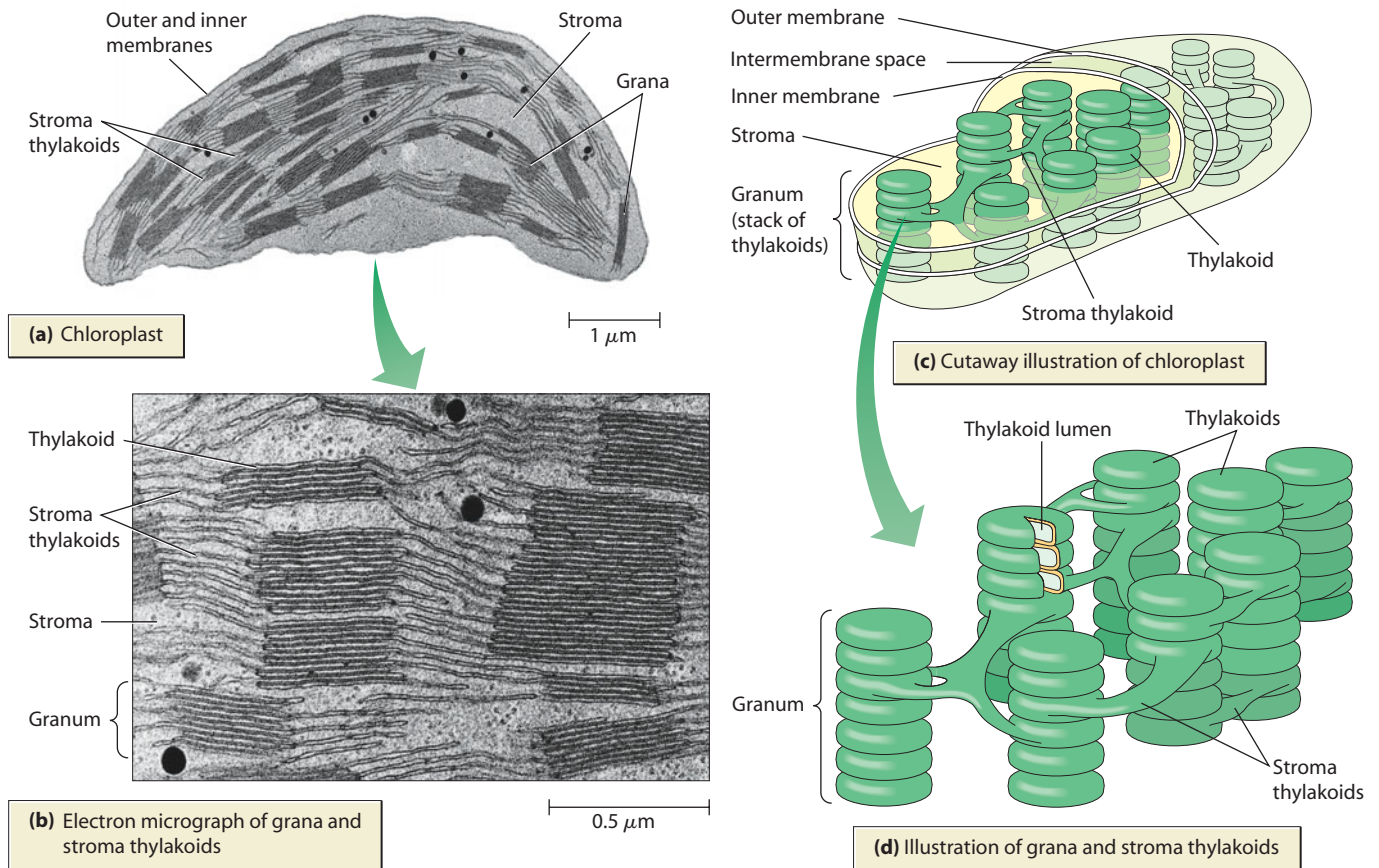 Outer and inner
membranes
Stroma
Grana
Stroma
thylakoids
1 μm
(a) Chloroplast
Thylakoid
Stroma
thylakoids
Stroma
Granum
0.5 μm
(b) Electron micrograph of grana and
stroma thylakoids
Outer membrane
Intermembrane space
Inner membrane
Stroma
Granum
(stack of
thylakoids)
Thylakoid
Stroma thylakoid
(c) Cutaway illustration of chloroplast
Thylakoid lumen
Thylakoids
Granum
Stroma
thylakoids
(d) Illustration of grana and stroma thylakoids